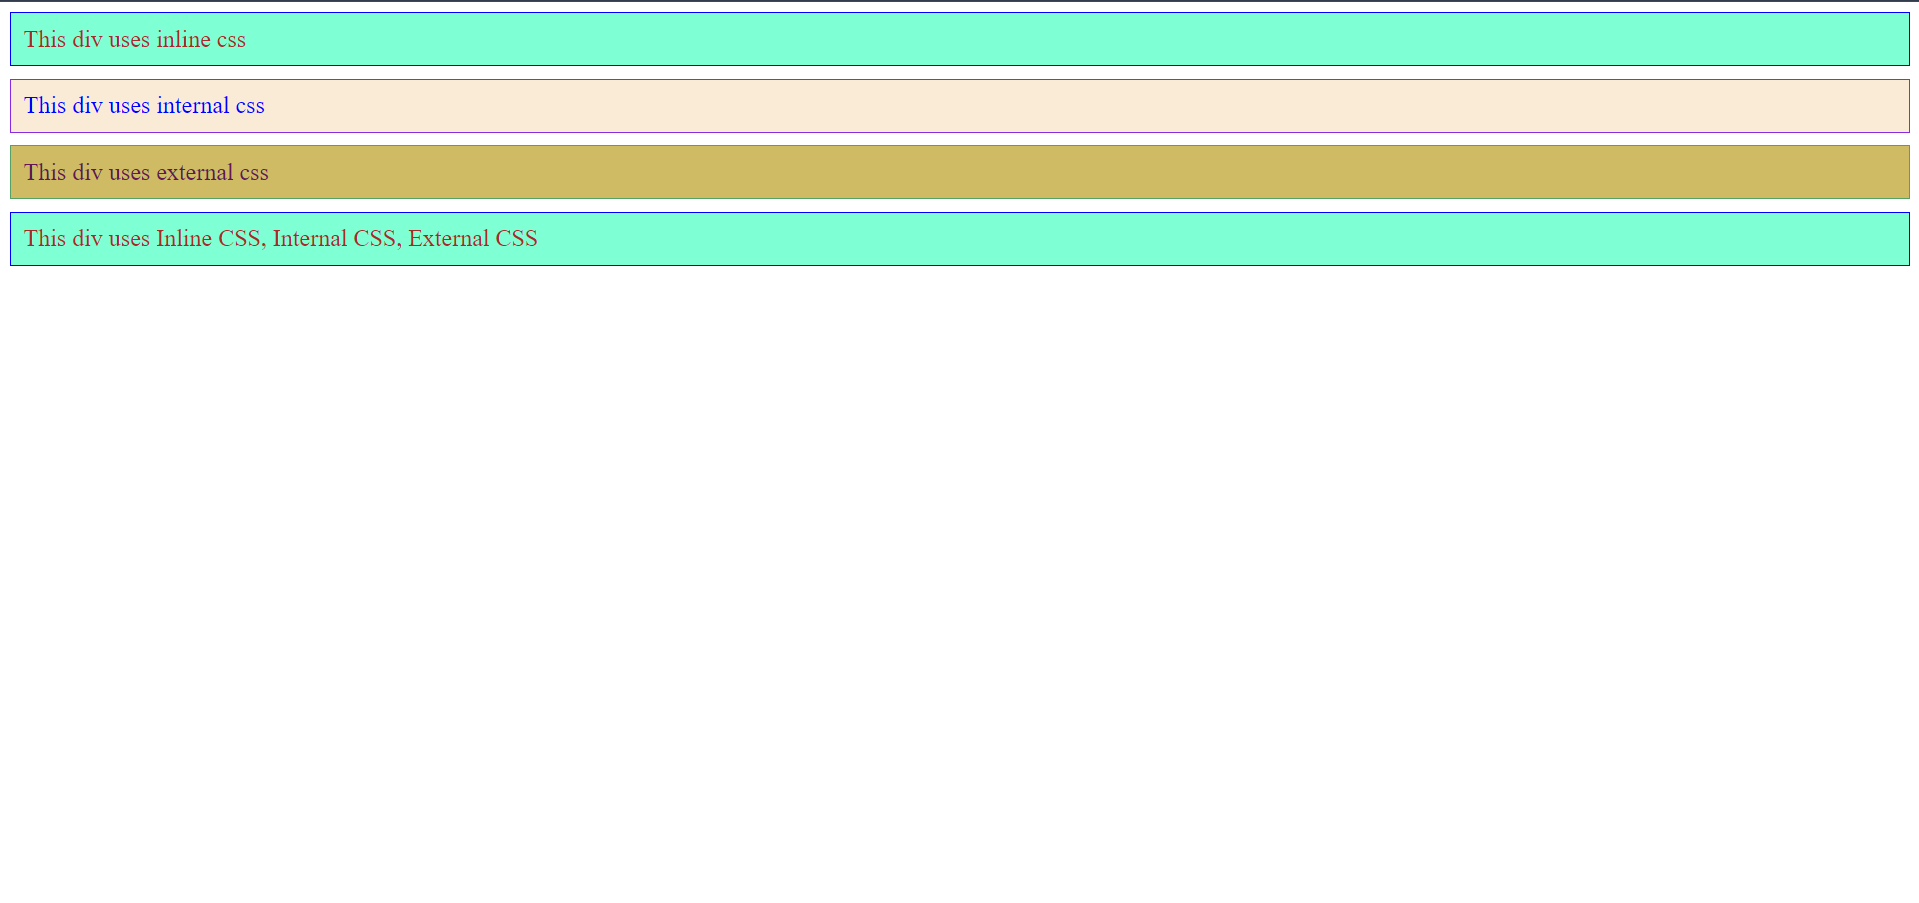 This div uses inline css
This div uses internal css
This div uses external css
This div uses Inline CSS, Internal CSS, External CSS